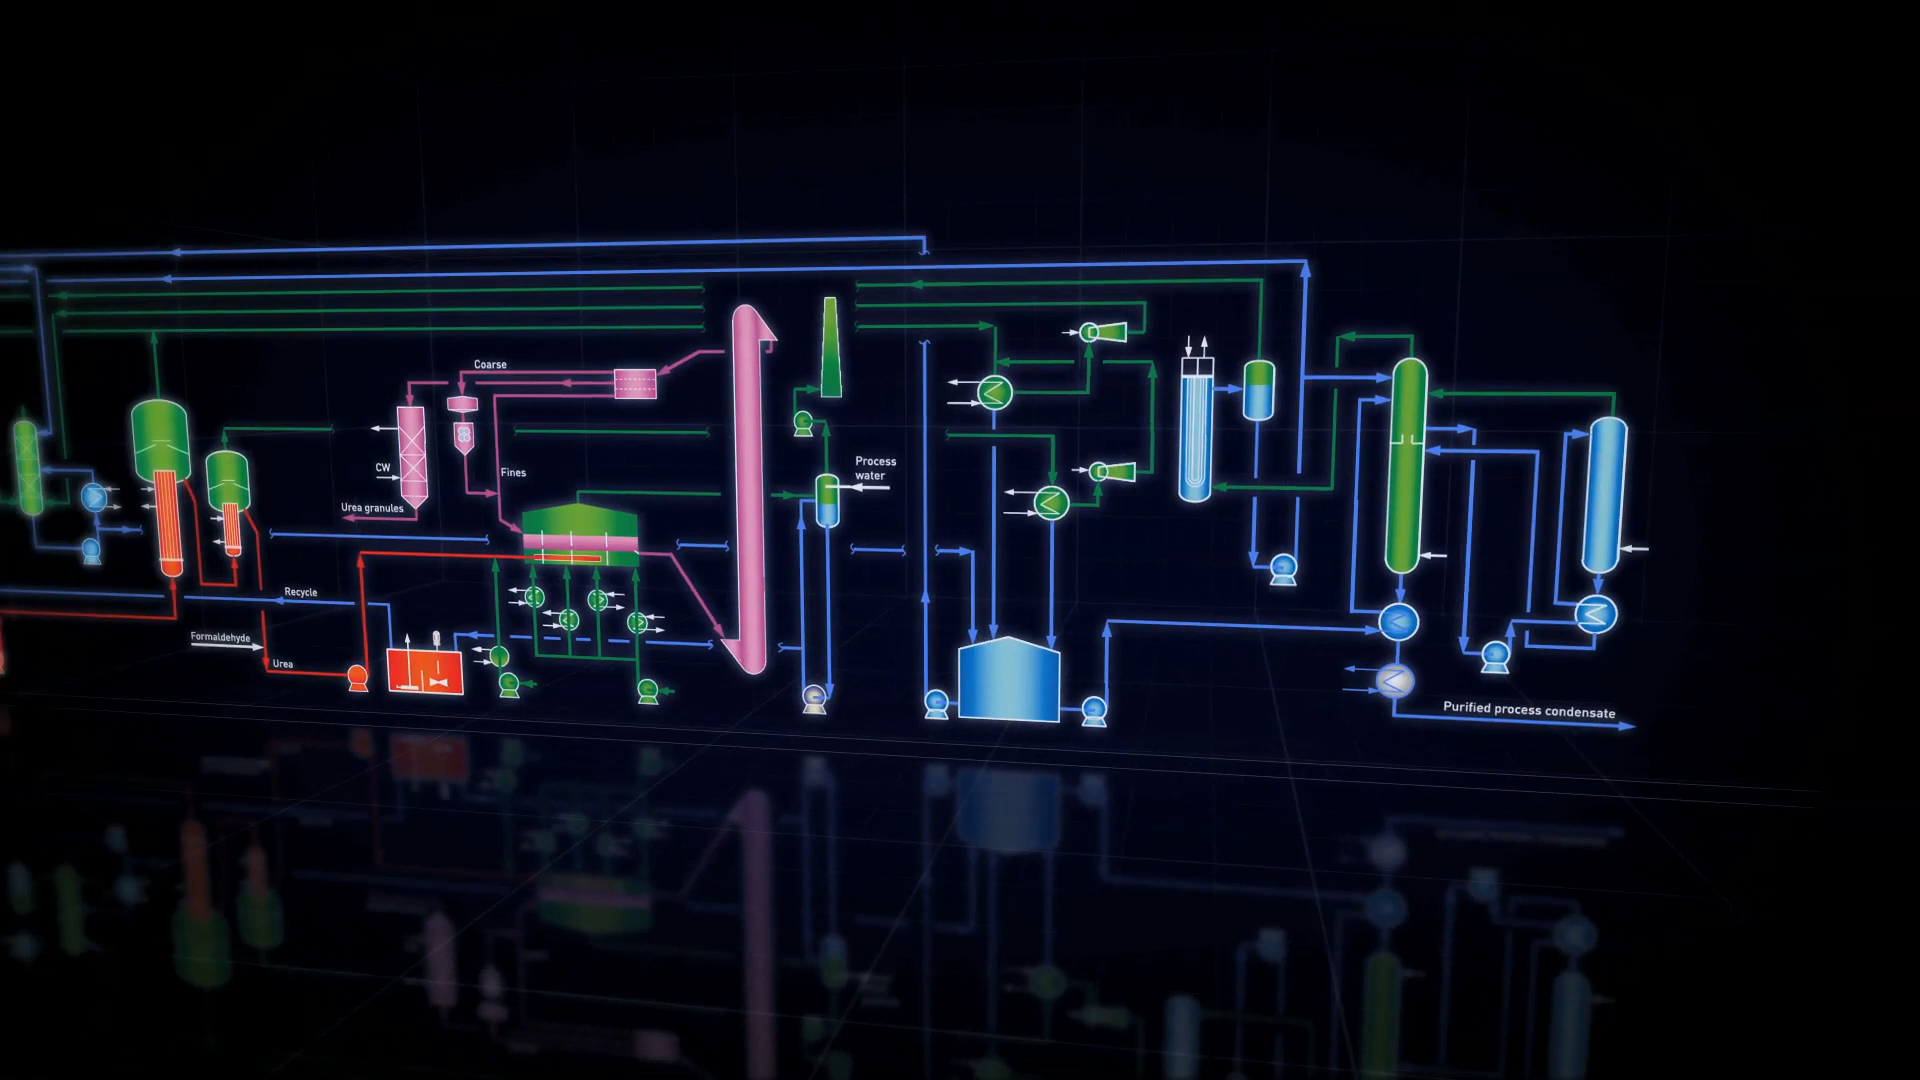 Coarse
CW
Fines
Process
water
Urea granules
Recycle
Formaldehyde
Urea
Purified process condensate